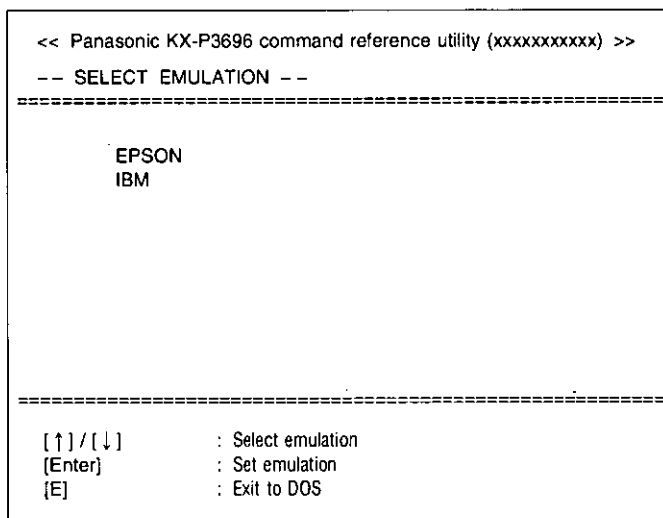 << Panasonic KX-P3696 command reference utility (xxxxxxxxxxx) >>
-- SELECT EMULATION --
EPSON
IBM
[↑]/[↓] : Select emulation
[Enter] : Set emulation
[E] : Exit to DOS